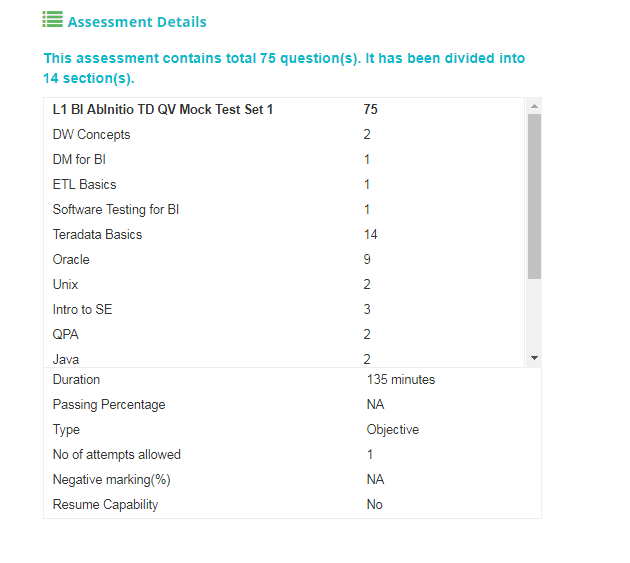 Assessment Details
This assessment contains total 75 question(s). It has been divided into
14 section(s).
L1 BI AbInitio TD QV Mock Test Set 1 75
DW Concepts 2
DM for BI 1
ETL Basics 1
Software Testing for BI 1
Teradata Basics 14
Oracle 9
Unix 2
Intro to SE 3
QPA 2
Java 2
Duration 135 minutes
Passing Percentage NA
Type Objective
No of attempts allowed 1
Negative marking(%) NA
Resume Capability No